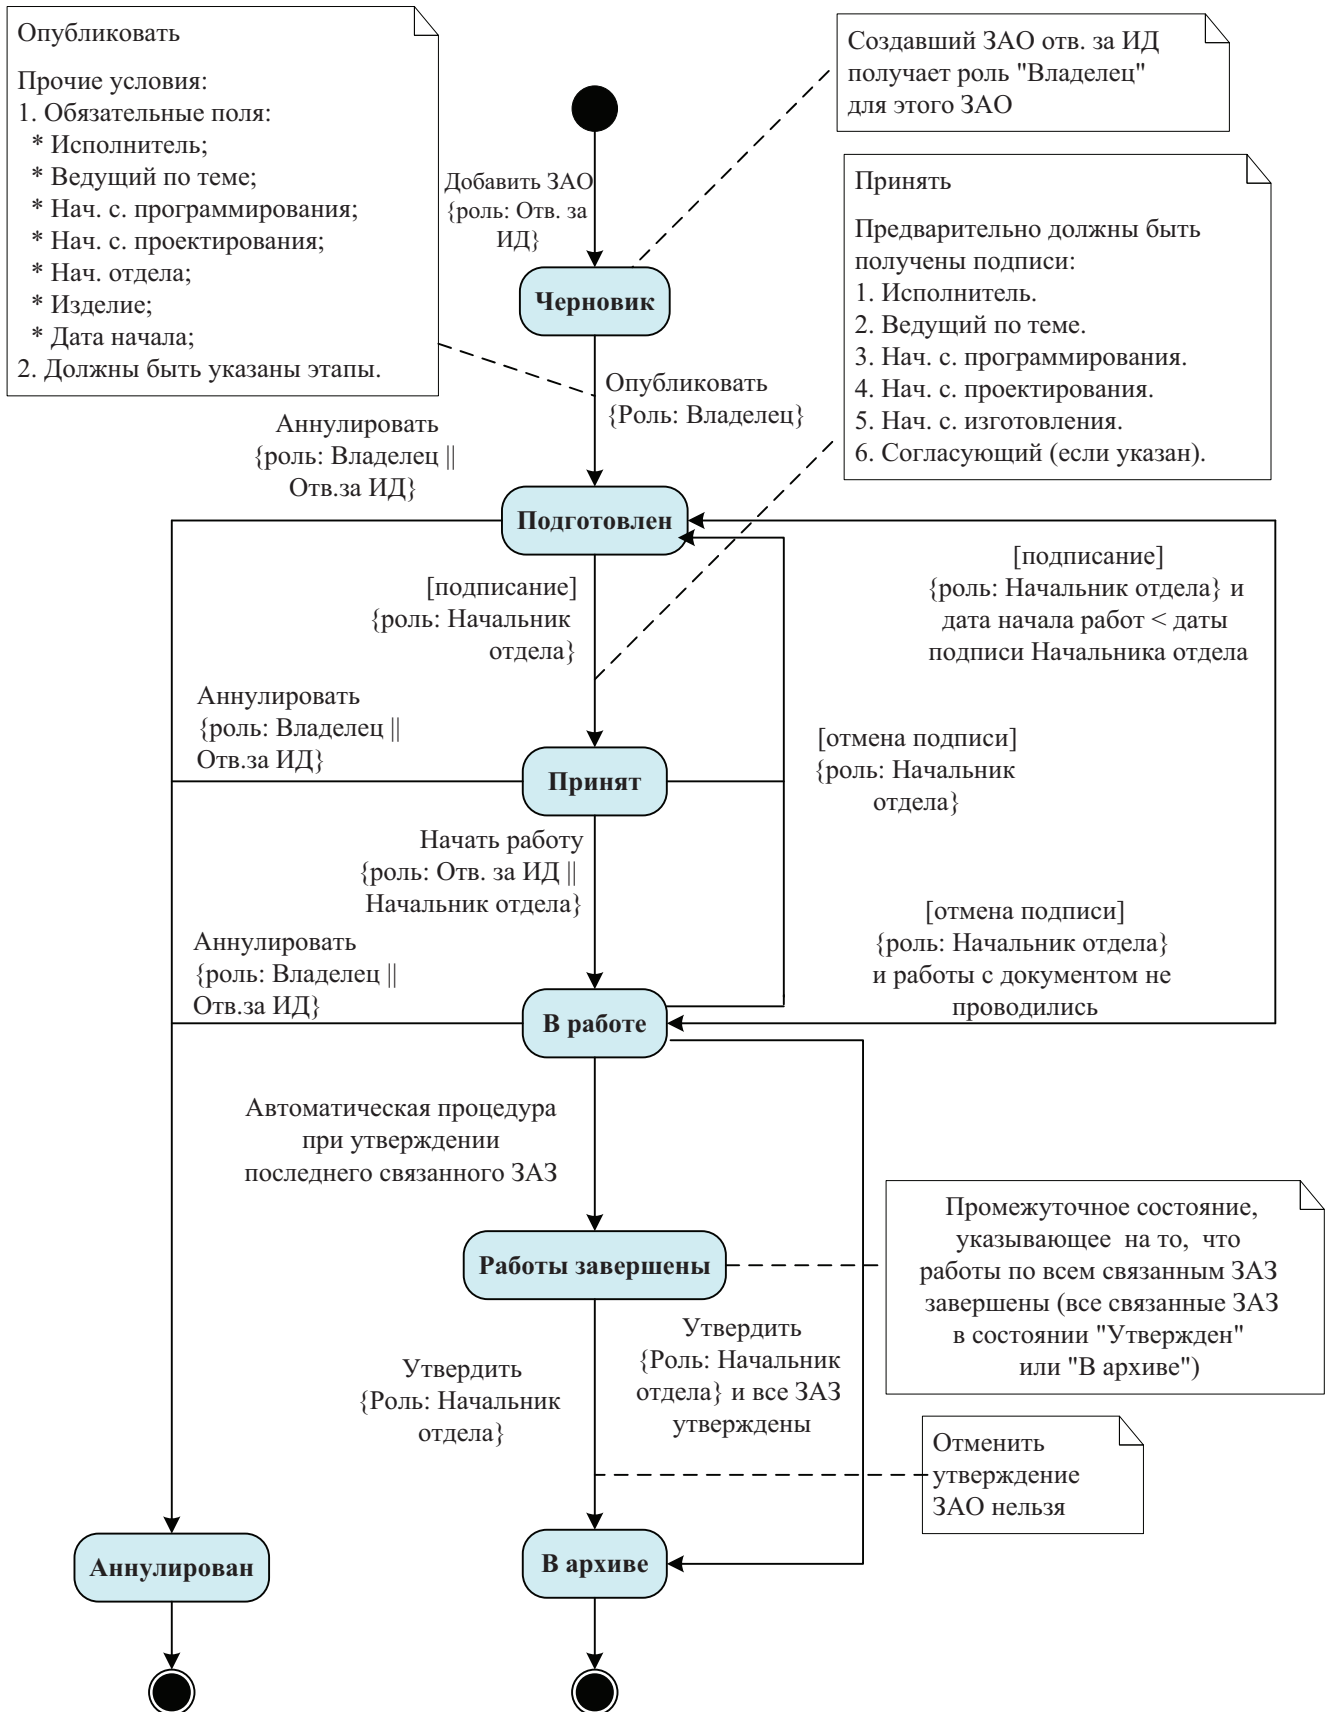 Опубликовать
Прочие условия:
1. Обязательные поля:
* Исполнитель;
* Ведущий по теме;
* Нач. с. программирования;
* Нач. с. проектирования;
* Нач. отдела;
* Изделие;
* Дата начала;
2. Должны быть указаны этапы.
Создавший ЗАО отв. за ИД
получает роль "Владелец"
для этого ЗАО
Добавить ЗАО
{роль: Отв. за
ИД}
Принять
Предварительно должны быть
получены подписи:
1. Исполнитель.
2. Ведущий по теме.
3. Нач. с. программирования.
4. Нач. с. проектирования.
5. Нач. с. изготовления.
6. Согласующий (если указан).
Черновик
Опубликовать
{Роль: Владелец}
Аннулировать
{роль: Владелец ||
Отв.за ИД}
Подготовлен
[подписание]
{роль: Начальник
отдела}
[подписание]
{роль: Начальник отдела} и
дата начала работ < даты
подписи Начальника отдела
Аннулировать
{роль: Владелец ||
Отв.за ИД}
[отмена подписи]
{роль: Начальник
отдела}
Принят
Начать работу
{роль: Отв. за ИД ||
Начальник отдела}
[отмена подписи]
{роль: Начальник отдела}
и работы с документом не
проводились
Аннулировать
{роль: Владелец ||
Отв.за ИД}
В работе
Автоматическая процедура
при утверждении
последнего связанного ЗАЗ
Промежуточное состояние,
указывающее на то, что
работы по всем связанным ЗАЗ
завершены (все связанные ЗАЗ
в состоянии "Утвержден"
или "В архиве")
Работы завершены
Утвердить
{Роль: Начальник
отдела}
Утвердить
{Роль: Начальник
отдела} и все ЗАЗ
утверждены
Отменить
утверждение
ЗАО нельзя
Аннулирован
В архиве